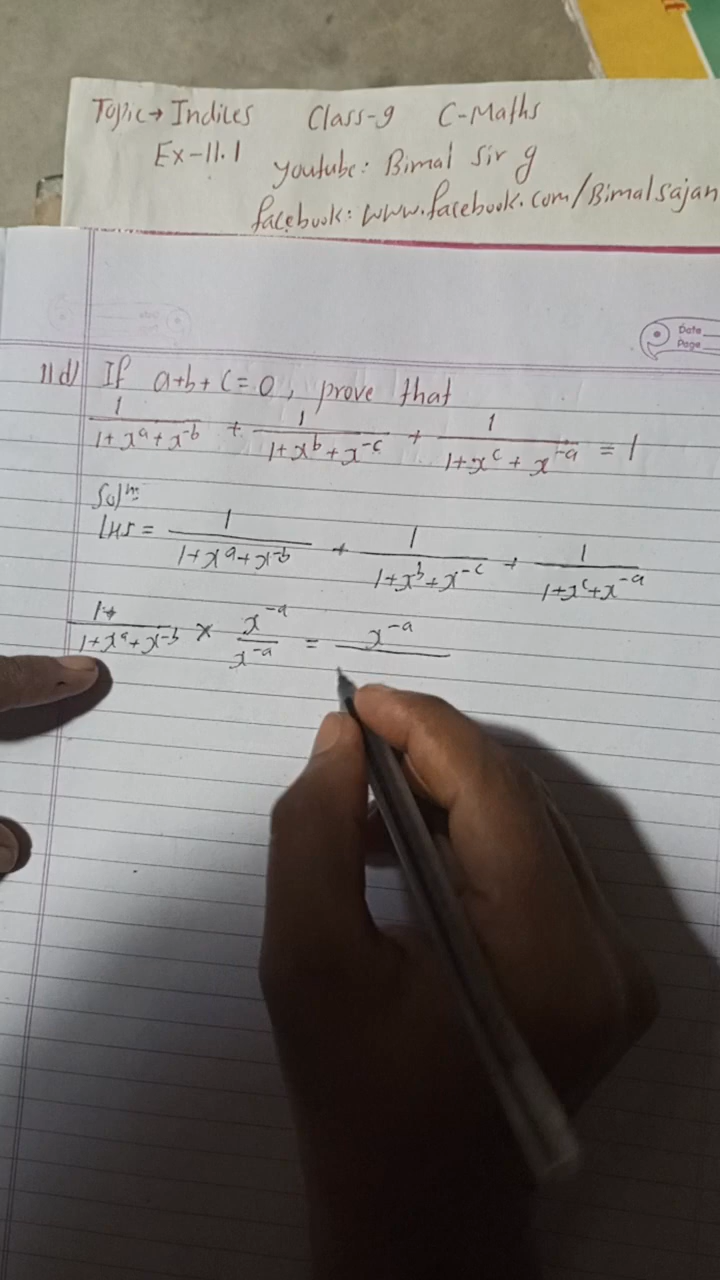 Topic→ Indices Class-9 C-Maths
Ex-11.1 youtube: Bimal Sir g
facebook: www.facebook.com/Bimalsajan
Date
Page
11d) If a+b+c=0, prove that
1/(1+x^a+x^-b) + 1/(1+x^b+x^-c) + 1/(1+x^c+x^-a) = 1
Solⁿ:
LHS = 1/(1+x^a+x^-b) + 1/(1+x^b+x^-c) + 1/(1+x^c+x^-a)
1/(1+x^a+x^-b) × x^-a/x^-a = x^-a/